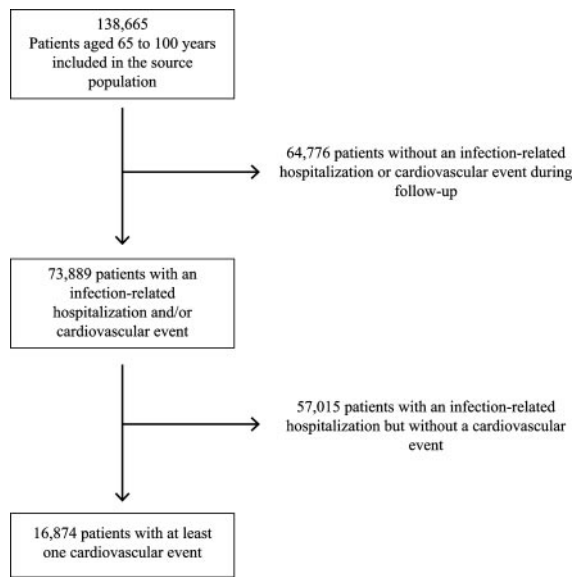 138,665
Patients aged 65 to 100 years
included in the source
population
64,776 patients without an infection-related
hospitalization or cardiovascular event during
follow-up
73,889 patients with an
infection-related
hospitalization and/or
cardiovascular event
57,015 patients with an infection-related
hospitalization but without a cardiovascular
event
16,874 patients with at least
one cardiovascular event